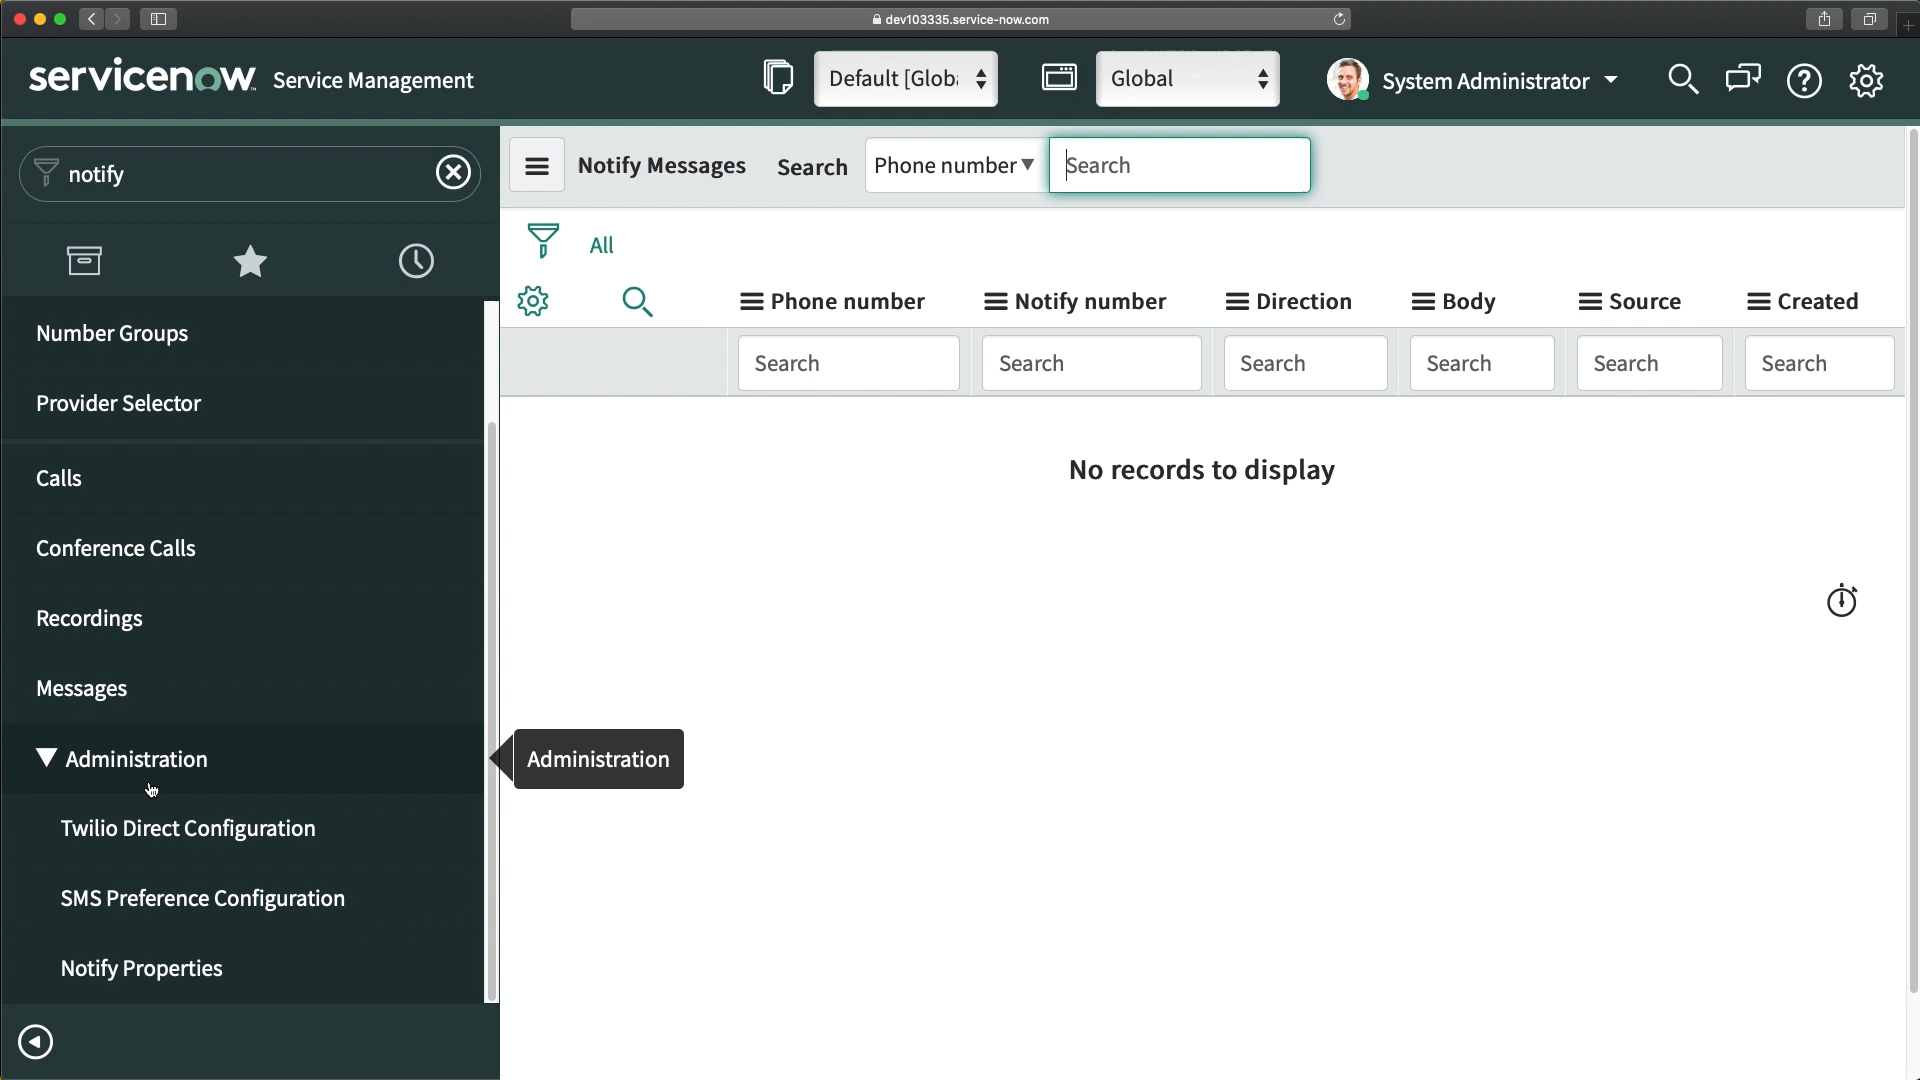 dev103335.service-now.com
servicenow Service Management
Default [Globa
Global
System Administrator
notify
Notify Messages Search Phone number Search
All
Phone number Notify number Direction Body Source Created
Search Search Search Search Search Search
No records to display
Number Groups
Provider Selector
Calls
Conference Calls
Recordings
Messages
Administration
Administration
Twilio Direct Configuration
SMS Preference Configuration
Notify Properties